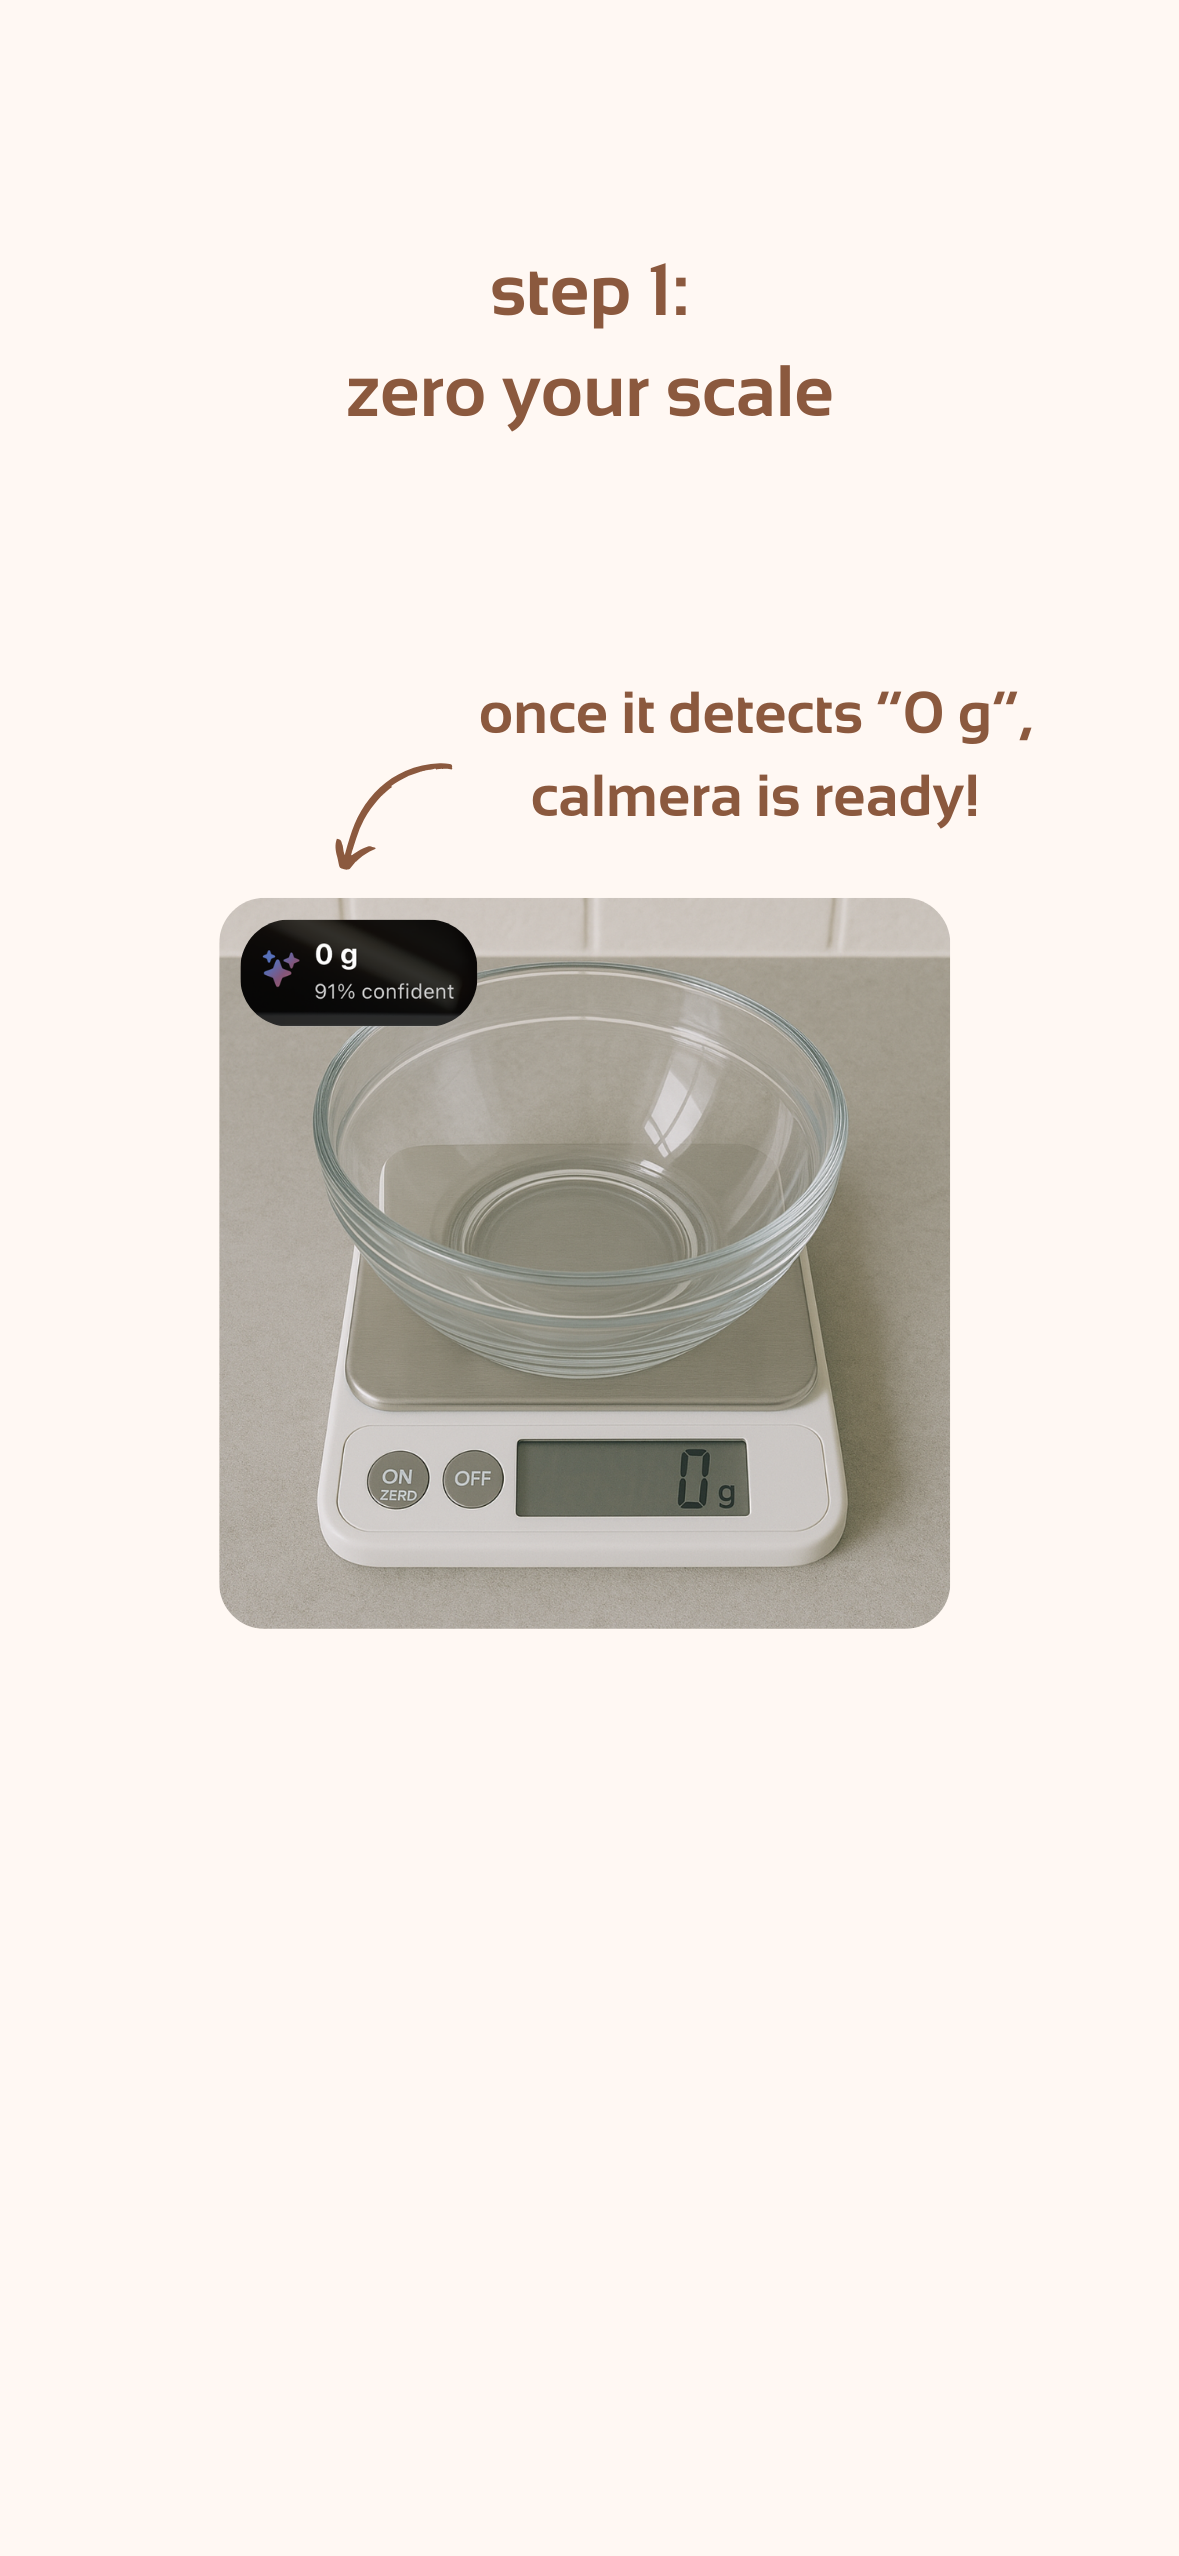 step 1:
zero your scale
once it detects "0 g",
calmera is ready!
0 g
91% confident
ON
ZERO
OFF
0 g